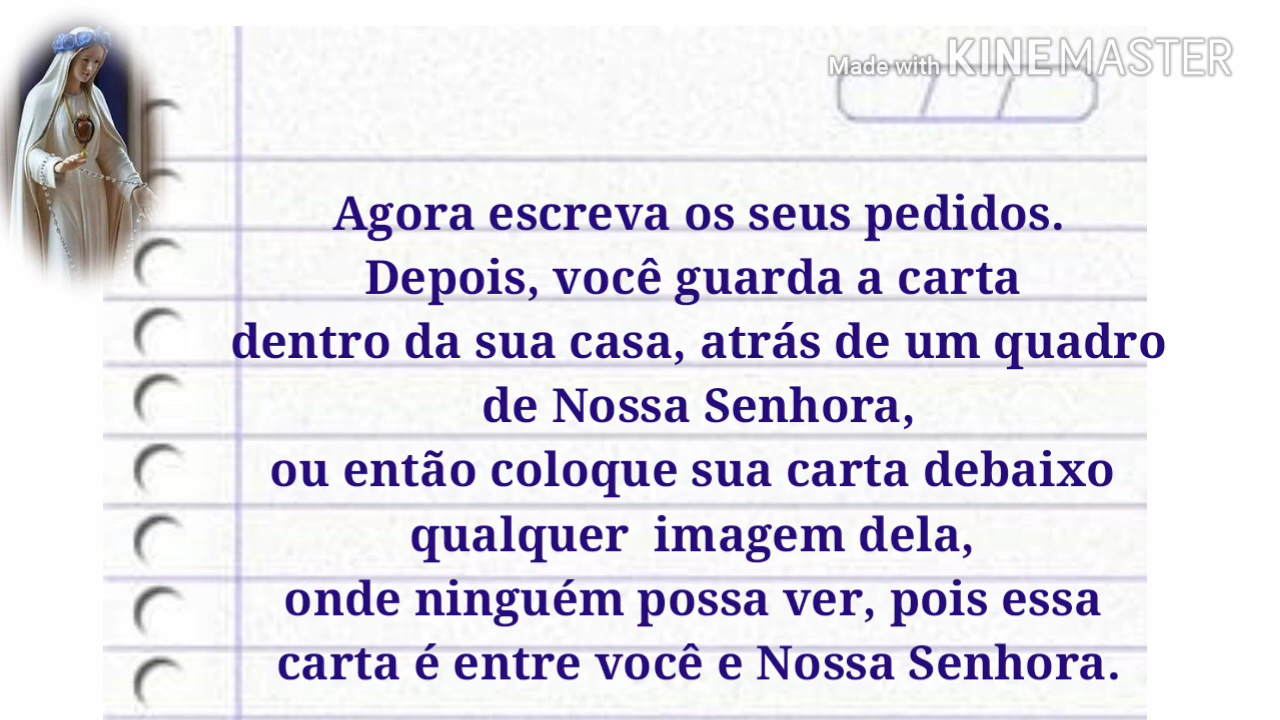 Made with KINEMASTER
Agora escreva os seus pedidos.
Depois, você guarda a carta
dentro da sua casa, atrás de um quadro
de Nossa Senhora,
ou então coloque sua carta debaixo
qualquer imagem dela,
onde ninguém possa ver, pois essa
carta é entre você e Nossa Senhora.